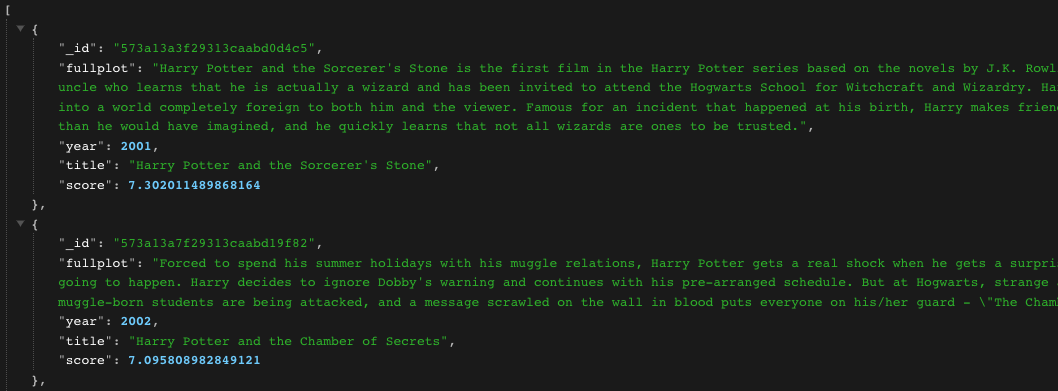 [
{
"_id": "573a13a3f29313caabd0d4c5",
"fullplot": "Harry Potter and the Sorcerer's Stone is the first film in the Harry Potter series based on the novels by J.K. Rowl
uncle who learns that he is actually a wizard and has been invited to attend the Hogwarts School for Witchcraft and Wizardry. Ha
into a world completely foreign to both him and the viewer. Famous for an incident that happened at his birth, Harry makes frien
than he would have imagined, and he quickly learns that not all wizards are ones to be trusted.",
"year": 2001,
"title": "Harry Potter and the Sorcerer's Stone",
"score": 7.302011489868164
},
{
"_id": "573a13a7f29313caabd19f82",
"fullplot": "Forced to spend his summer holidays with his muggle relations, Harry Potter gets a real shock when he gets a surpri
going to happen. Harry decides to ignore Dobby's warning and continues with his pre-arranged schedule. But at Hogwarts, strange
muggle-born students are being attacked, and a message scrawled on the wall in blood puts everyone on his/her guard - \"The Cham
"year": 2002,
"title": "Harry Potter and the Chamber of Secrets",
"score": 7.095808982849121
},